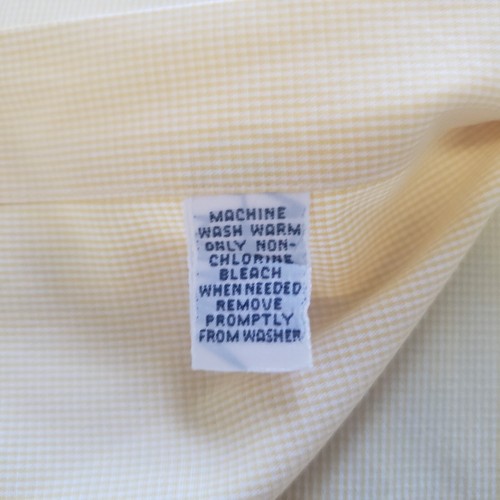 MACHINE
WASH WARM
ONLY NON-
CHLORINE
BLEACH
WHEN NEEDED
REMOVE
PROMPTLY
FROM WASHER